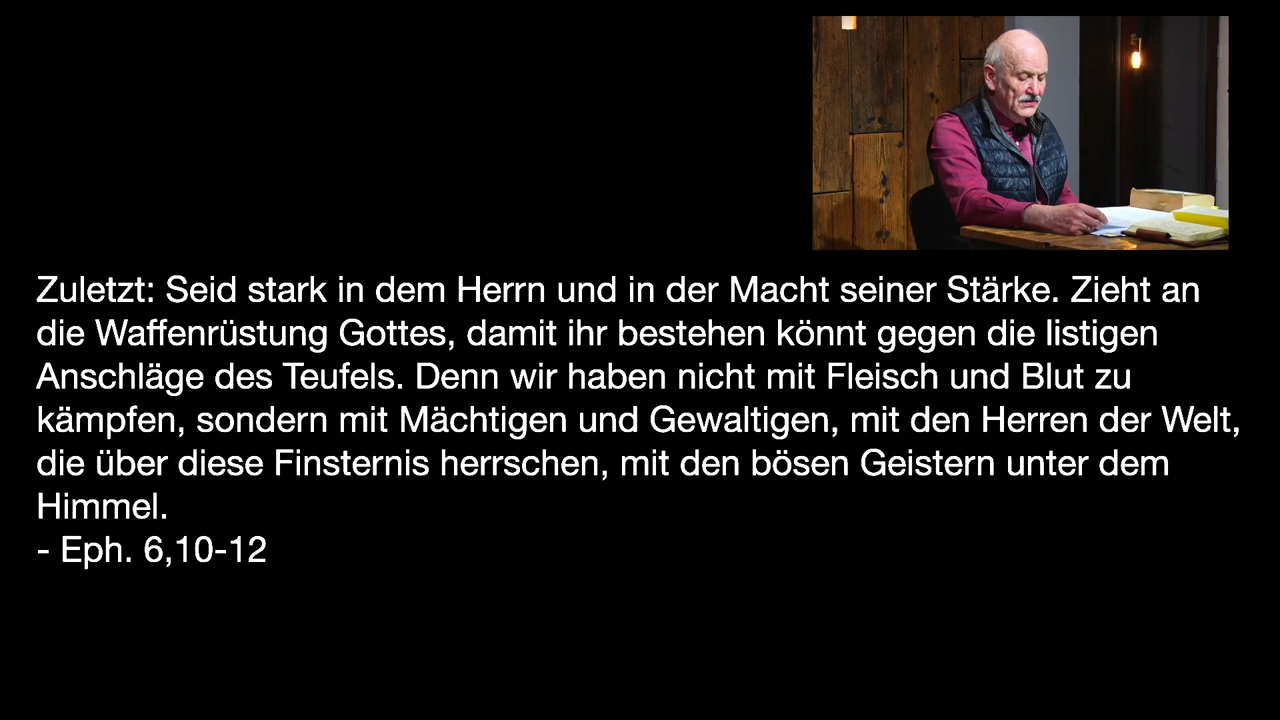 Zuletzt: Seid stark in dem Herrn und in der Macht seiner Stärke. Zieht an
die Waffenrüstung Gottes, damit ihr bestehen könnt gegen die listigen
Anschläge des Teufels. Denn wir haben nicht mit Fleisch und Blut zu
kämpfen, sondern mit Mächtigen und Gewaltigen, mit den Herren der Welt,
die über diese Finsternis herrschen, mit den bösen Geistern unter dem
Himmel.
- Eph. 6,10-12